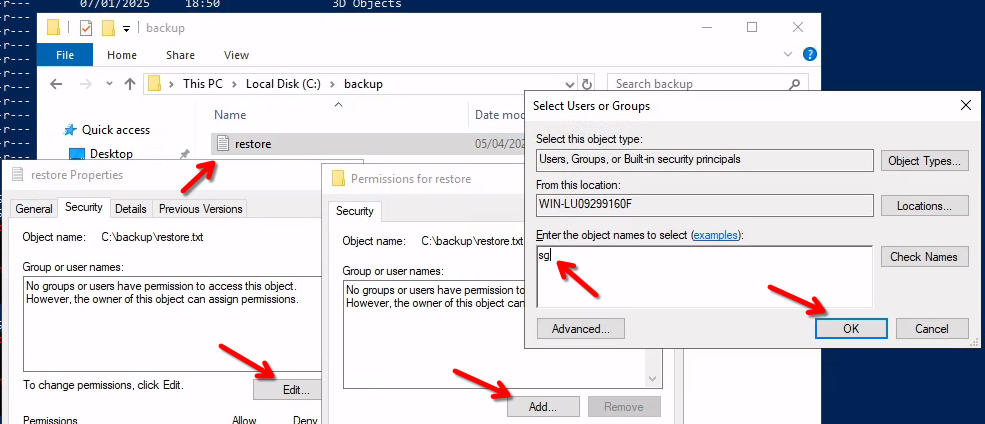 -r--- 07/01/2025 18:50 3D Objects
-r---
-r---
-r---
-r---
-r---
-r---
-r---
-r---
-r---
backup
File Home Share View
This PC > Local Disk (C:) > backup
Search backup
Name Date mo
Quick access
restore 05/04/202
Desktop
restore Properties
General Security Details Previous Versions
Object name: C:\backup\restore.txt
Group or user names:
No groups or users have permission to access this object.
However, the owner of this object can assign permissions.
To change permissions, click Edit.
Edit...
Permissions Allow Deny
Permissions for restore
Security
Object name: C:\backup\restore.txt
Group or user names:
No groups or users have permission to
However, the owner of this object can
Add... Remove
Select Users or Groups
Select this object type:
Users, Groups, or Built-in security principals
Object Types...
From this location:
WIN-LU09299160F
Locations...
Enter the object names to select (examples):
sg
Check Names
Advanced...
OK
Cancel